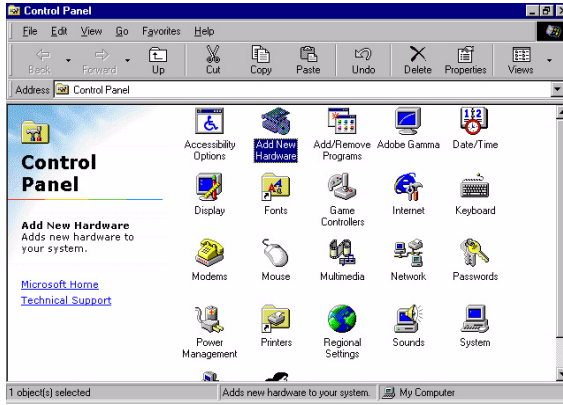 Control Panel
File Edit View Go Favorites Help
Back Forward Up Cut Copy Paste Undo Delete Properties Views
Address Control Panel
Control
Panel
Add New Hardware
Adds new hardware to
your system.
Microsoft Home
Technical Support
Accessibility
Options
Add New
Hardware
Add/Remove
Programs
Adobe Gamma
Date/Time
Display
Fonts
Game
Controllers
Internet
Keyboard
Modems
Mouse
Multimedia
Network
Passwords
Power
Management
Printers
Regional
Settings
Sounds
System
1 object(s) selected
Adds new hardware to your system.
My Computer